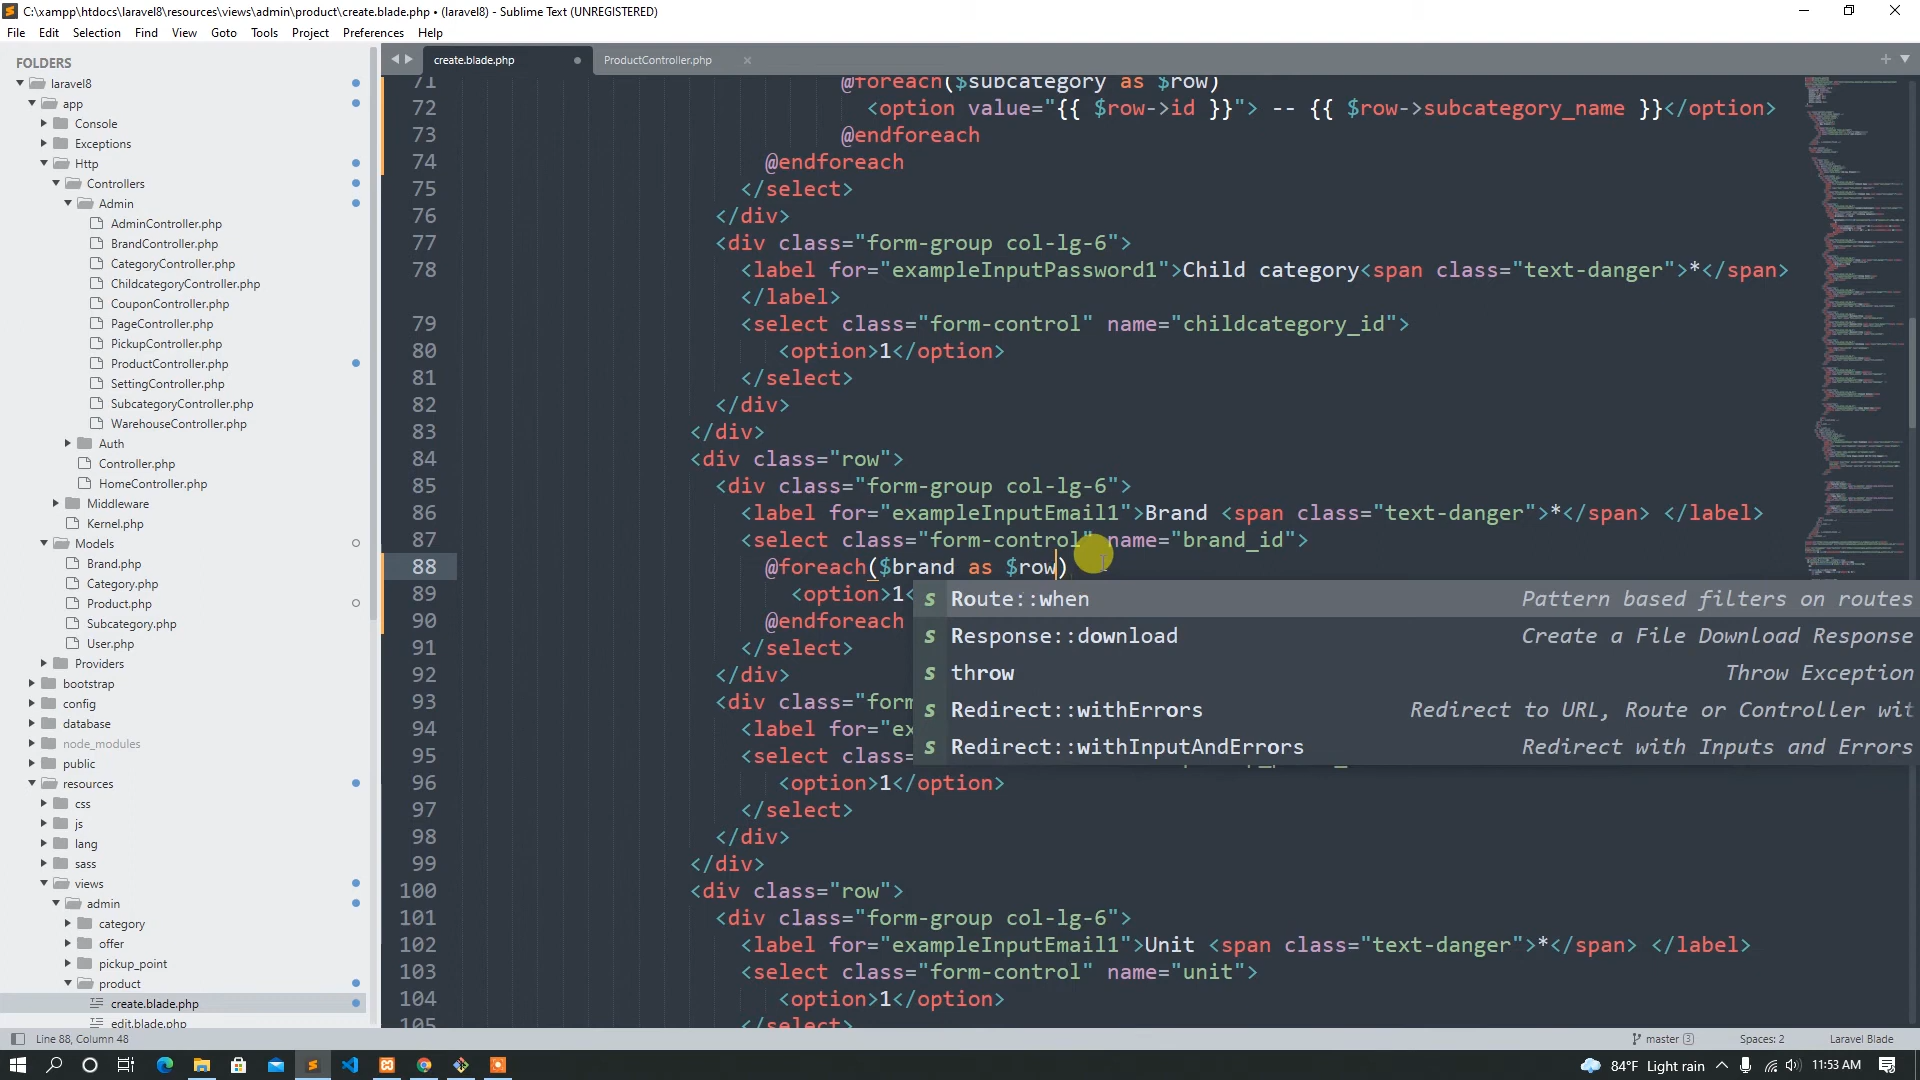 C:\xampp\htdocs\laravel8\resources\views\admin\product\create.blade.php • (laravel8) - Sublime Text (UNREGISTERED)
File Edit Selection Find View Goto Tools Project Preferences Help
FOLDERS
laravel8
app
Console
Exceptions
Http
Controllers
Admin
AdminController.php
BrandController.php
CategoryController.php
ChildcategoryController.php
CouponController.php
PageController.php
PickupController.php
ProductController.php
SettingController.php
SubcategoryController.php
WarehouseController.php
Auth
Controller.php
HomeController.php
Middleware
Kernel.php
Models
Brand.php
Category.php
Product.php
Subcategory.php
User.php
Providers
bootstrap
config
database
node_modules
public
resources
css
js
lang
sass
views
admin
category
offer
pickup_point
product
create.blade.php
edit.blade.php
create.blade.php ProductController.php
71 @foreach($subcategory as $row)
72 <option value="{{ $row->id }}"> -- {{ $row->subcategory_name }}</option>
73 @endforeach
74 @endforeach
75 </select>
76 </div>
77 <div class="form-group col-lg-6">
78 <label for="exampleInputPassword1">Child category<span class="text-danger">*</span>
</label>
79 <select class="form-control" name="childcategory_id">
80 <option>1</option>
81 </select>
82 </div>
83 </div>
84 <div class="row">
85 <div class="form-group col-lg-6">
86 <label for="exampleInputEmail1">Brand <span class="text-danger">*</span> </label>
87 <select class="form-control" name="brand_id">
88 @foreach($brand as $row)
89 <option>1<
90 @endforeach
91 </select>
92 </div>
93 <div class="form
94 <label for="ex
95 <select class=
96 <option>1</option>
97 </select>
98 </div>
99 </div>
100 <div class="row">
101 <div class="form-group col-lg-6">
102 <label for="exampleInputEmail1">Unit <span class="text-danger">*</span> </label>
103 <select class="form-control" name="unit">
104 <option>1</option>
105 </select>
s Route::when Pattern based filters on routes
s Response::download Create a File Download Response
s throw Throw Exception
s Redirect::withErrors Redirect to URL, Route or Controller wit
s Redirect::withInputAndErrors Redirect with Inputs and Errors
Line 88, Column 48 master 3 Spaces: 2 Laravel Blade
84°F Light rain 11:53 AM